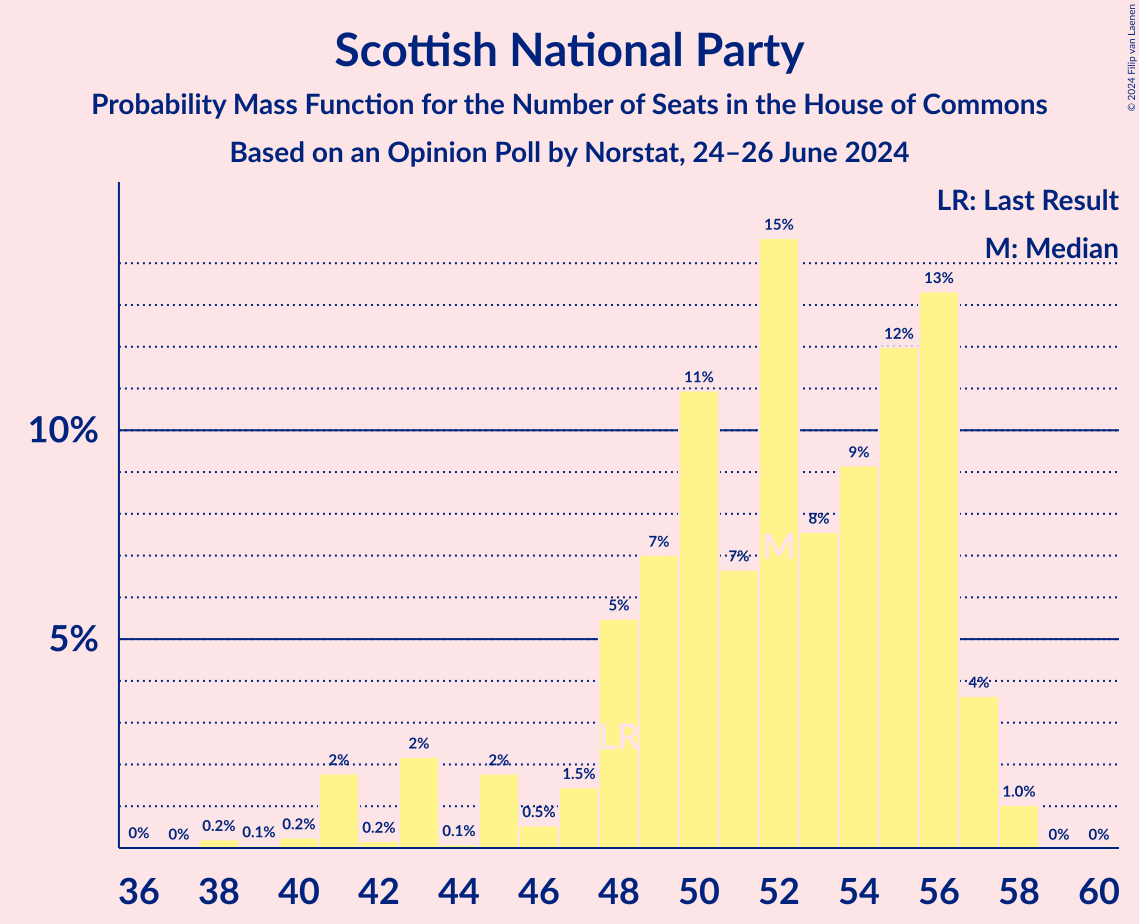 © 2024 Filip van Laenen
Scottish National Party
Probability Mass Function for the Number of Seats in the House of Commons
Based on an Opinion Poll by Norstat, 24–26 June 2024
LR: Last Result
M: Median
10%
5%
0% 0% 0.2% 0.1% 0.2% 2% 0.2% 2% 0.1% 2% 0.5% 1.5% 5% 7% 11% 7% 15% 8% 9% 12% 13% 4% 1.0% 0% 0%
LR M
36 38 40 42 44 46 48 50 52 54 56 58 60